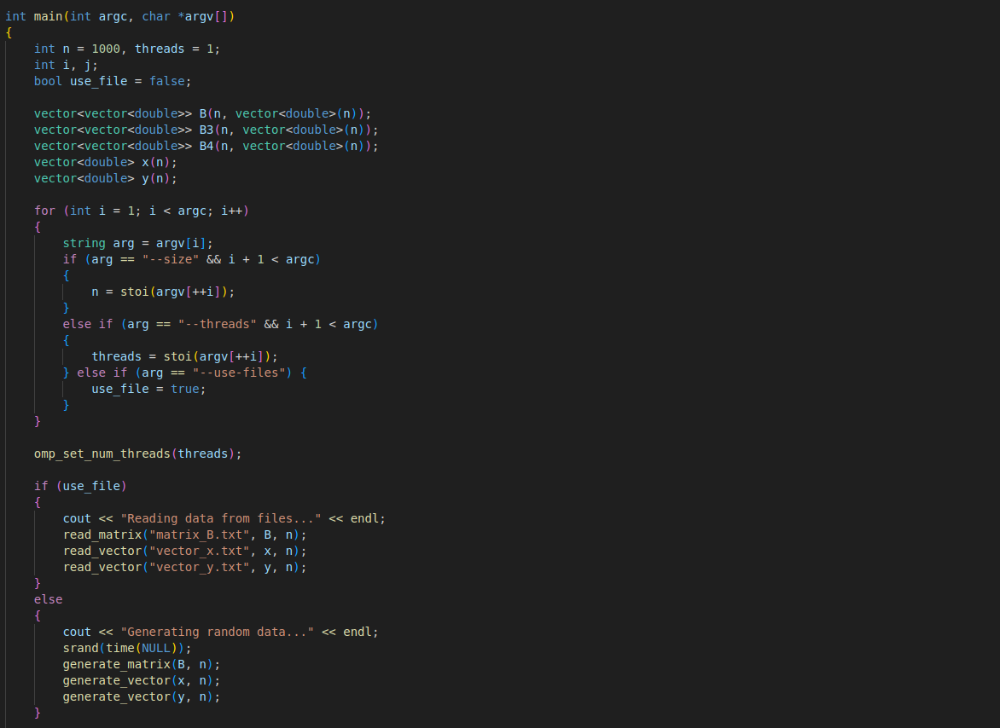 int main(int argc, char *argv[])
{
    int n = 1000, threads = 1;
    int i, j;
    bool use_file = false;

    vector<vector<double>> B(n, vector<double>(n));
    vector<vector<double>> B3(n, vector<double>(n));
    vector<vector<double>> B4(n, vector<double>(n));
    vector<double> x(n);
    vector<double> y(n);

    for (int i = 1; i < argc; i++)
    {
        string arg = argv[i];
        if (arg == "--size" && i + 1 < argc)
        {
            n = stoi(argv[++i]);
        }
        else if (arg == "--threads" && i + 1 < argc)
        {
            threads = stoi(argv[++i]);
        } else if (arg == "--use-files") {
            use_file = true;
        }
    }

    omp_set_num_threads(threads);

    if (use_file)
    {
        cout << "Reading data from files..." << endl;
        read_matrix("matrix_B.txt", B, n);
        read_vector("vector_x.txt", x, n);
        read_vector("vector_y.txt", y, n);
    }
    else
    {
        cout << "Generating random data..." << endl;
        srand(time(NULL));
        generate_matrix(B, n);
        generate_vector(x, n);
        generate_vector(y, n);
    }